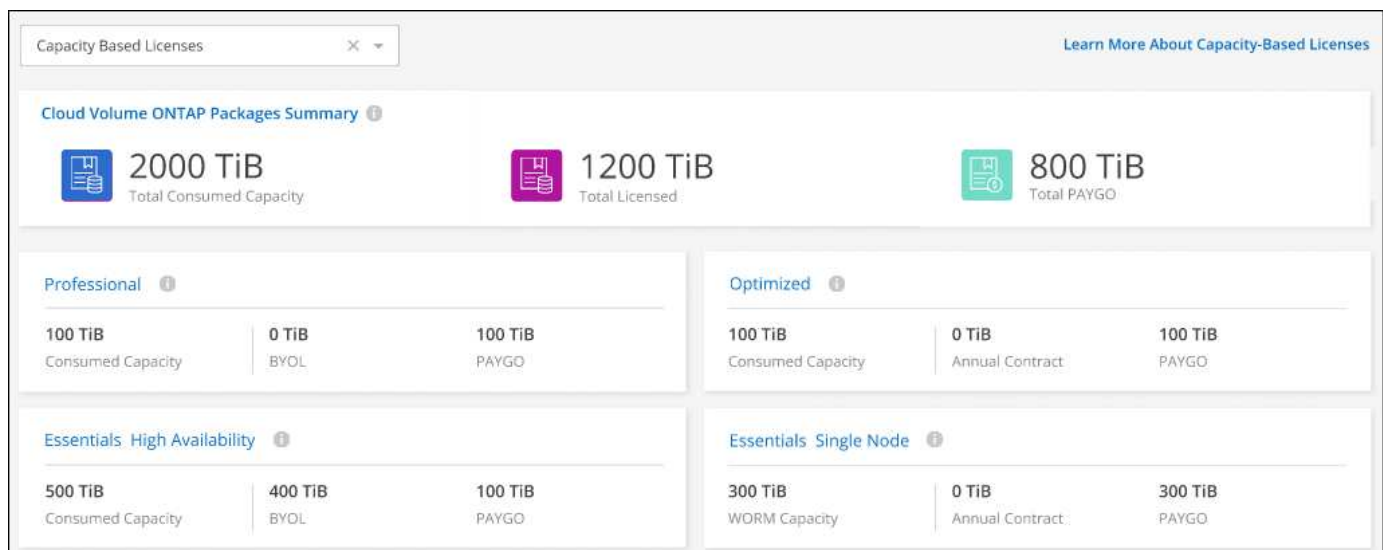 Capacity Based Licenses
Learn More About Capacity-Based Licenses
Cloud Volume ONTAP Packages Summary
2000 TiB
Total Consumed Capacity
1200 TiB
Total Licensed
800 TiB
Total PAYGO
Professional
100 TiB 0 TiB 100 TiB
Consumed Capacity BYOL PAYGO
Optimized
100 TiB 0 TiB 100 TiB
Consumed Capacity Annual Contract PAYGO
Essentials High Availability
500 TiB 400 TiB 100 TiB
Consumed Capacity BYOL PAYGO
Essentials Single Node
300 TiB 0 TiB 300 TiB
WORM Capacity Annual Contract PAYGO